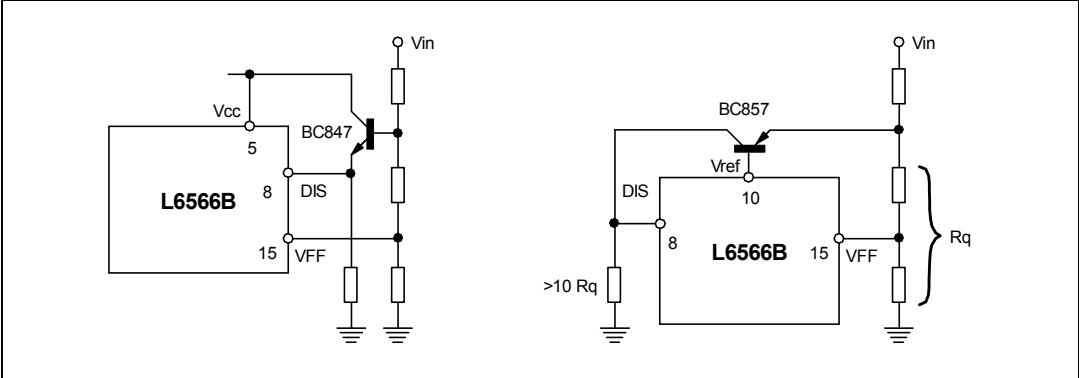 Vin
Vcc
BC847
5
8
DIS
L6566B
15
VFF
Vin
BC857
Vref
DIS
10
8
L6566B
15
VFF
Rq
>10 Rq